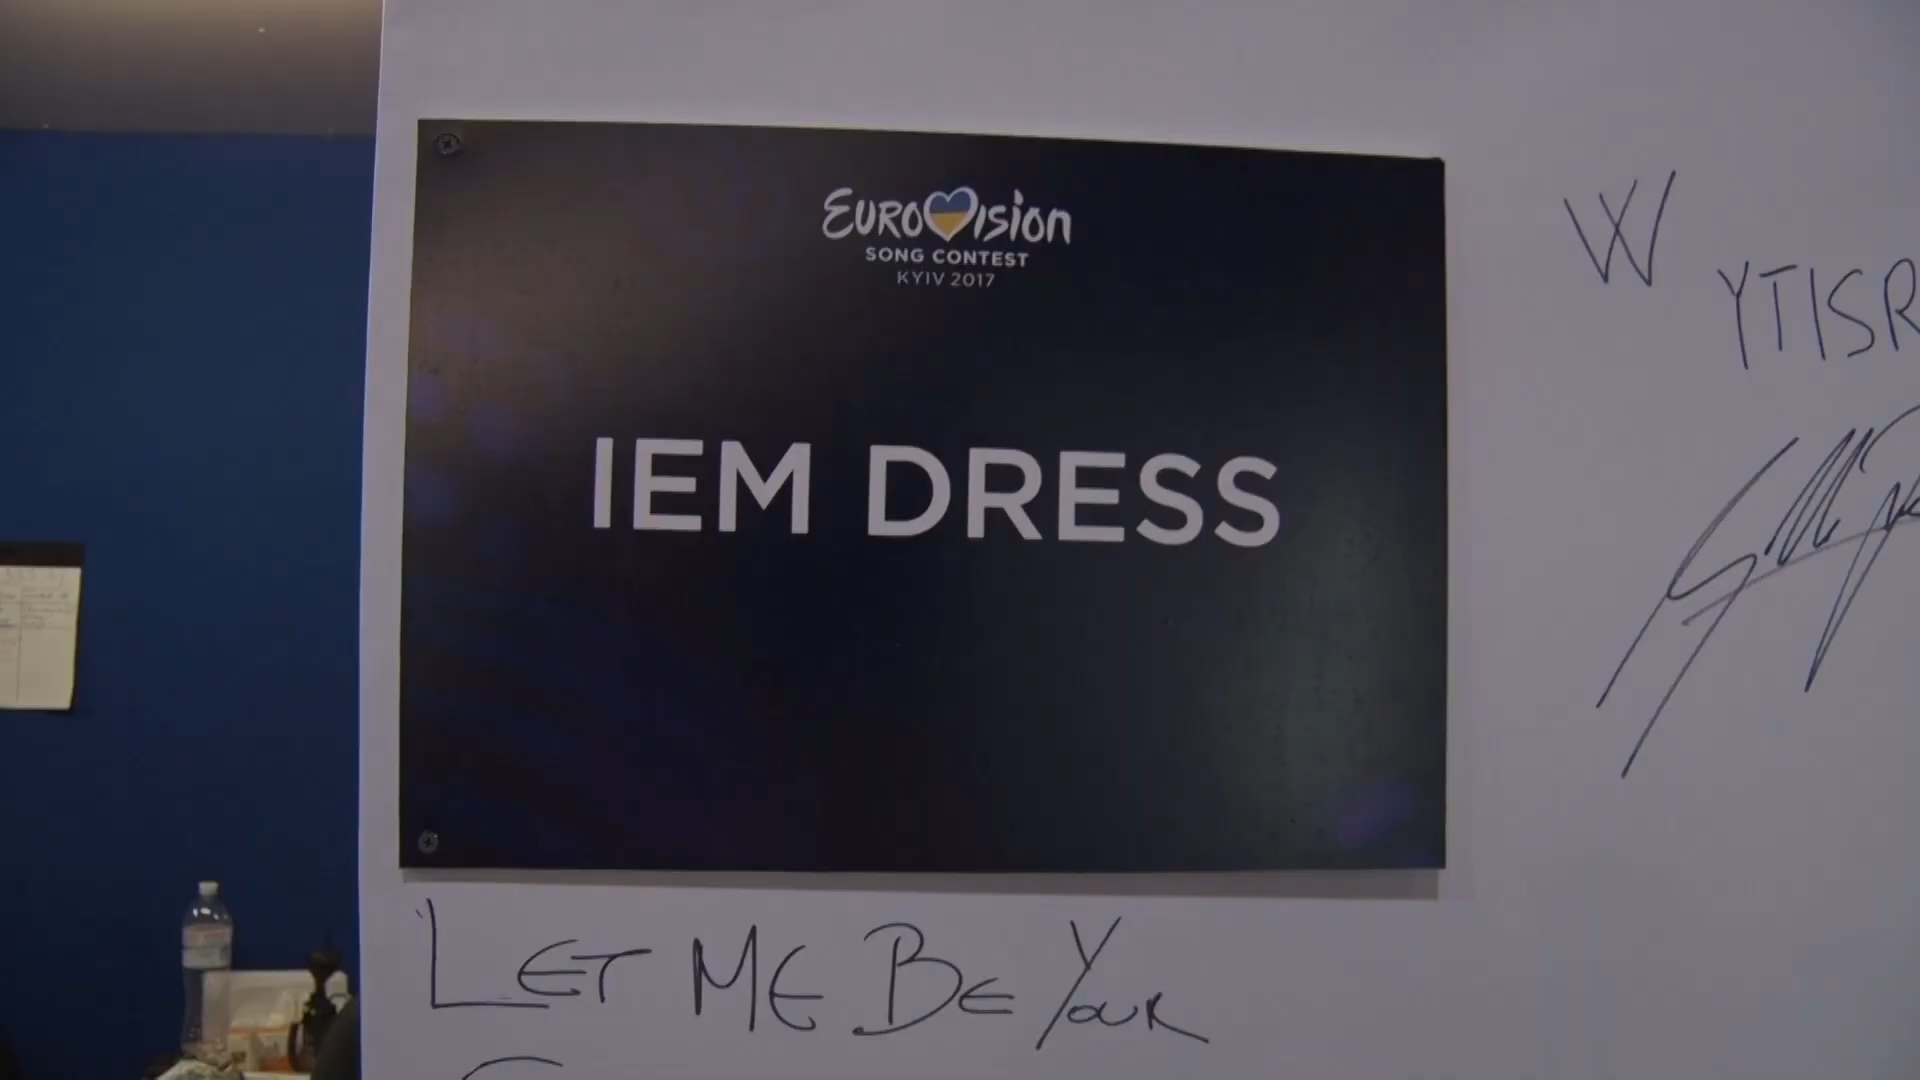 EUROVISION
SONG CONTEST
KYIV 2017
IEM DRESS
W
YTISR
LET ME BE YOUR